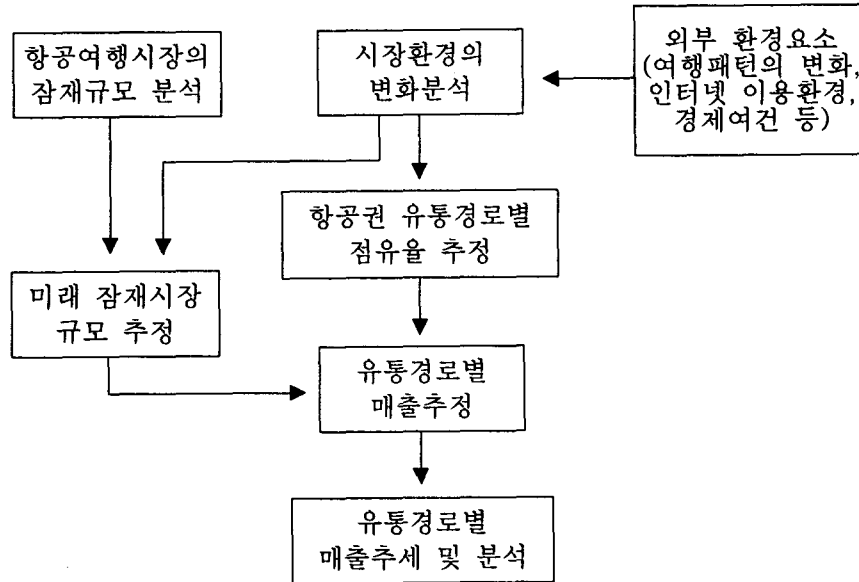 항공여행시장의
잠재규모 분석
시장환경의
변화분석
외부 환경요소
(여행패턴의 변화,
인터넷 이용환경,
경제여건 등)
항공권 유통경로별
점유율 추정
미래 잠재시장
규모 추정
유통경로별
매출추정
유통경로별
매출추세 및 분석